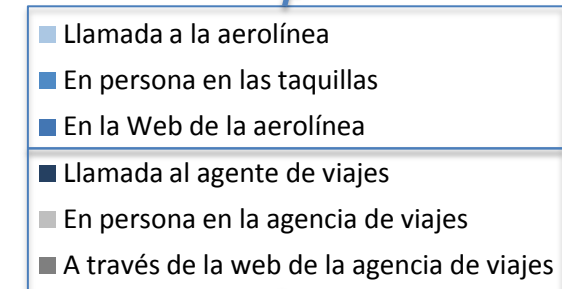 Llamada a la aerolínea
En persona en las taquillas
En la Web de la aerolínea
Llamada al agente de viajes
En persona en la agencia de viajes
A través de la web de la agencia de viajes